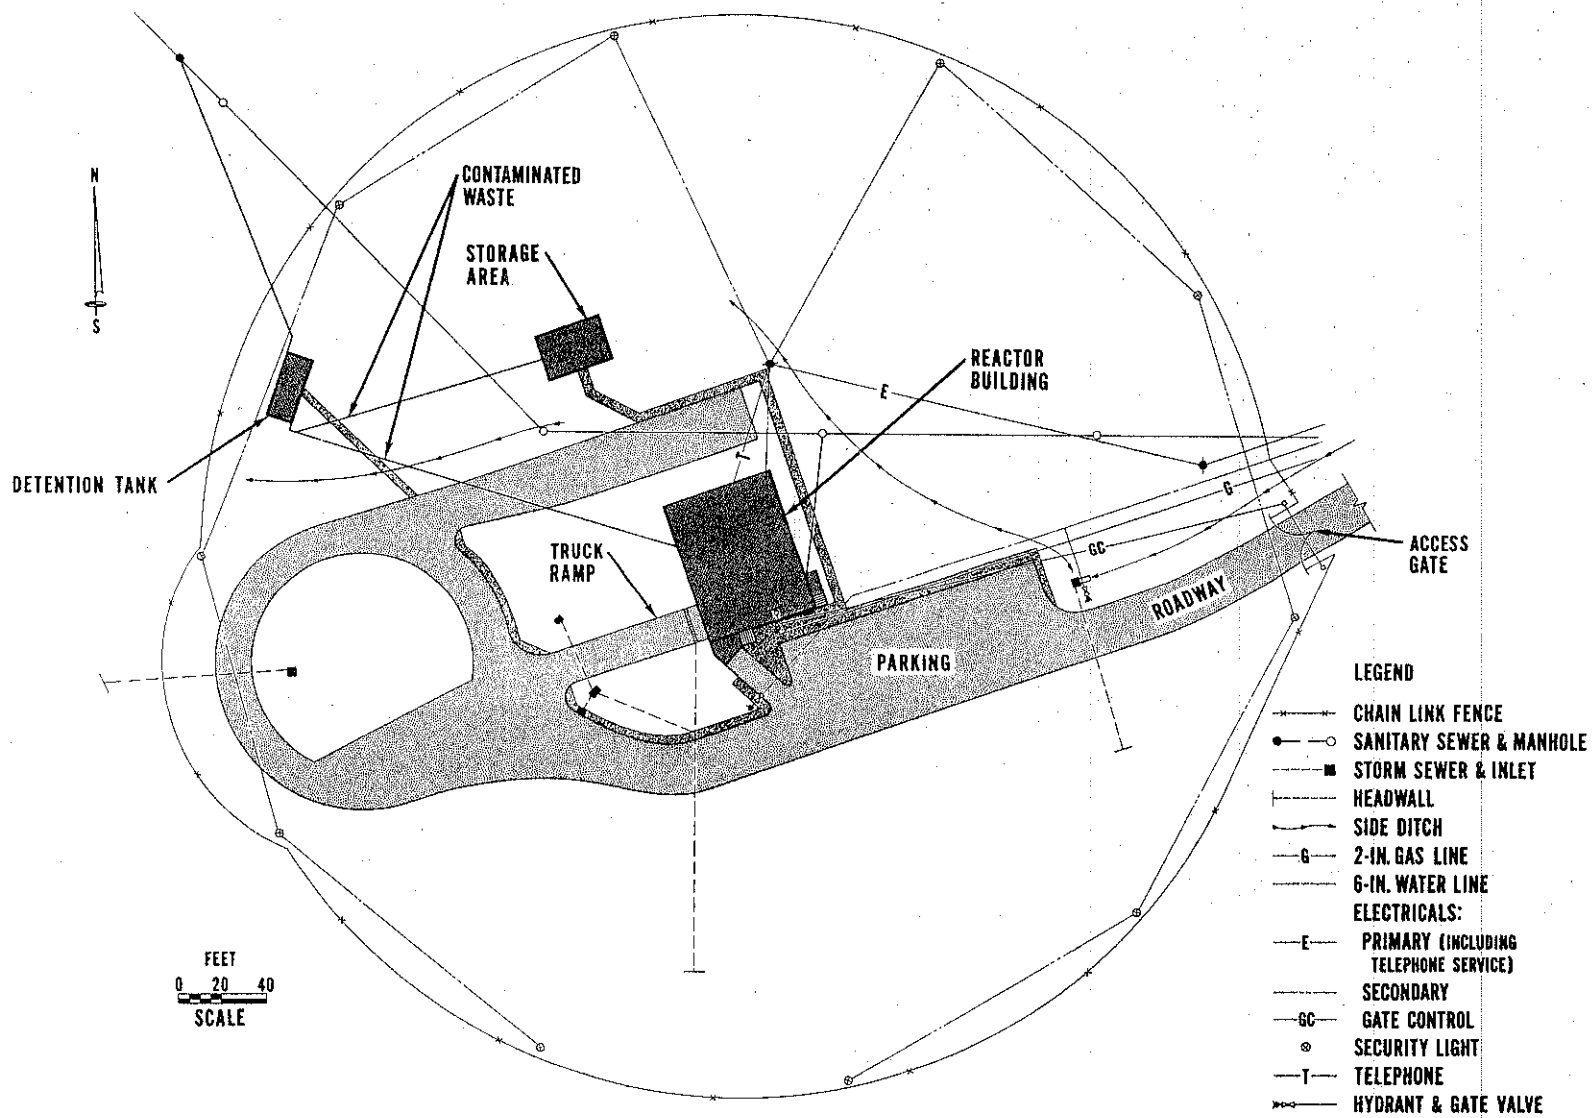 N
S
CONTAMINATED
WASTE
STORAGE
AREA
REACTOR
BUILDING
E
DETENTION TANK
T
G
GC
TRUCK
RAMP
ACCESS
GATE
ROADWAY
PARKING
FEET
0 20 40
SCALE
LEGEND
CHAIN LINK FENCE
SANITARY SEWER & MANHOLE
STORM SEWER & INLET
HEADWALL
SIDE DITCH
G 2-IN. GAS LINE
6-IN. WATER LINE
ELECTRICALS:
E PRIMARY (INCLUDING
TELEPHONE SERVICE)
SECONDARY
GC GATE CONTROL
SECURITY LIGHT
T TELEPHONE
HYDRANT & GATE VALVE